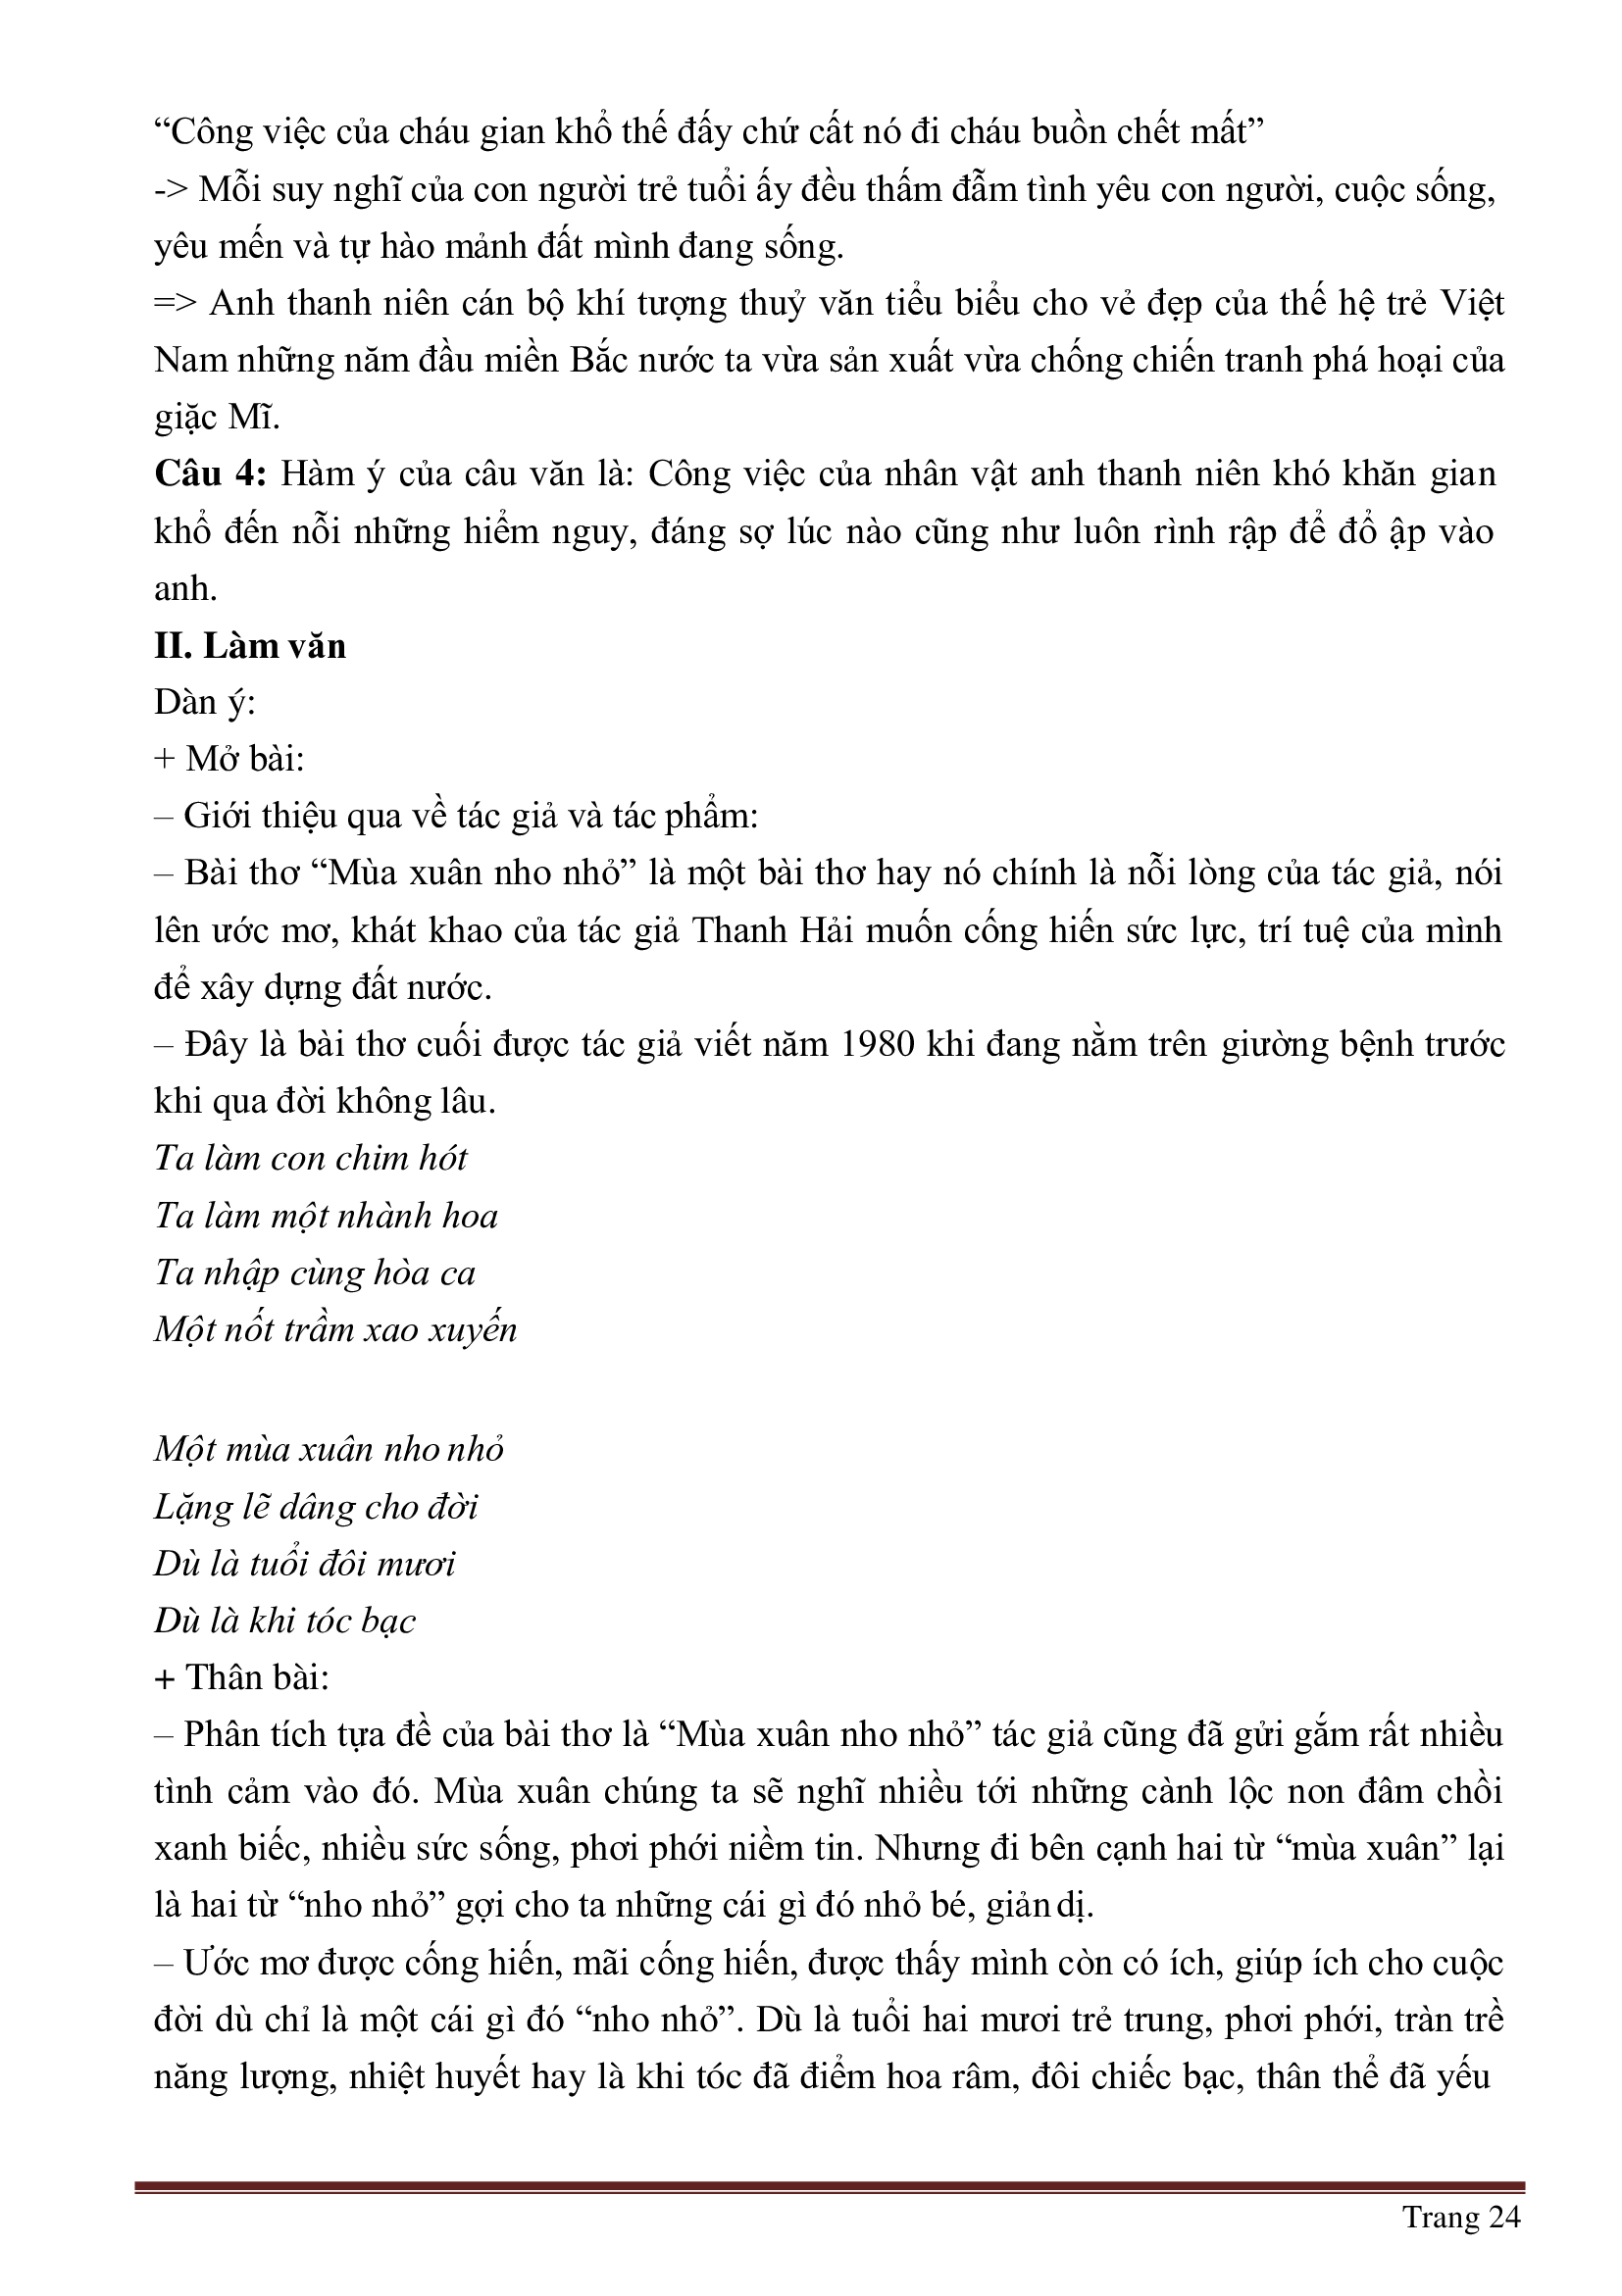 “Công việc của cháu gian khổ thế đấy chứ cất nó đi cháu buồn chết mất”
-> Mỗi suy nghĩ của con người trẻ tuổi ấy đều thấm đẫm tình yêu con người, cuộc sống,
yêu mến và tự hào mảnh đất mình đang sống.
=> Anh thanh niên cán bộ khí tượng thuỷ văn tiểu biểu cho vẻ đẹp của thế hệ trẻ Việt
Nam những năm đầu miền Bắc nước ta vừa sản xuất vừa chống chiến tranh phá hoại của
giặc Mĩ.
Câu 4: Hàm ý của câu văn là: Công việc của nhân vật anh thanh niên khó khăn gian
khổ đến nỗi những hiểm nguy, đáng sợ lúc nào cũng như luôn rình rập để đổ ập vào
anh.
II. Làm văn
Dàn ý:
+ Mở bài:
– Giới thiệu qua về tác giả và tác phẩm:
– Bài thơ “Mùa xuân nho nhỏ” là một bài thơ hay nó chính là nỗi lòng của tác giả, nói
lên ước mơ, khát khao của tác giả Thanh Hải muốn cống hiến sức lực, trí tuệ của mình
để xây dựng đất nước.
– Đây là bài thơ cuối được tác giả viết năm 1980 khi đang nằm trên giường bệnh trước
khi qua đời không lâu.
Ta làm con chim hót
Ta làm một nhành hoa
Ta nhập cùng hòa ca
Một nốt trầm xao xuyến
Một mùa xuân nho nhỏ
Lặng lẽ dâng cho đời
Dù là tuổi đôi mươi
Dù là khi tóc bạc
+ Thân bài:
– Phân tích tựa đề của bài thơ là “Mùa xuân nho nhỏ” tác giả cũng đã gửi gắm rất nhiều
tình cảm vào đó. Mùa xuân chúng ta sẽ nghĩ nhiều tới những cành lộc non đâm chồi
xanh biếc, nhiều sức sống, phơi phới niềm tin. Nhưng đi bên cạnh hai từ “mùa xuân” lại
là hai từ “nho nhỏ” gợi cho ta những cái gì đó nhỏ bé, giản dị.
– Ước mơ được cống hiến, mãi cống hiến, được thấy mình còn có ích, giúp ích cho cuộc
đời dù chỉ là một cái gì đó “nho nhỏ”. Dù là tuổi hai mươi trẻ trung, phơi phới, tràn trề
năng lượng, nhiệt huyết hay là khi tóc đã điểm hoa râm, đôi chiếc bạc, thân thể đã yếu
Trang 24